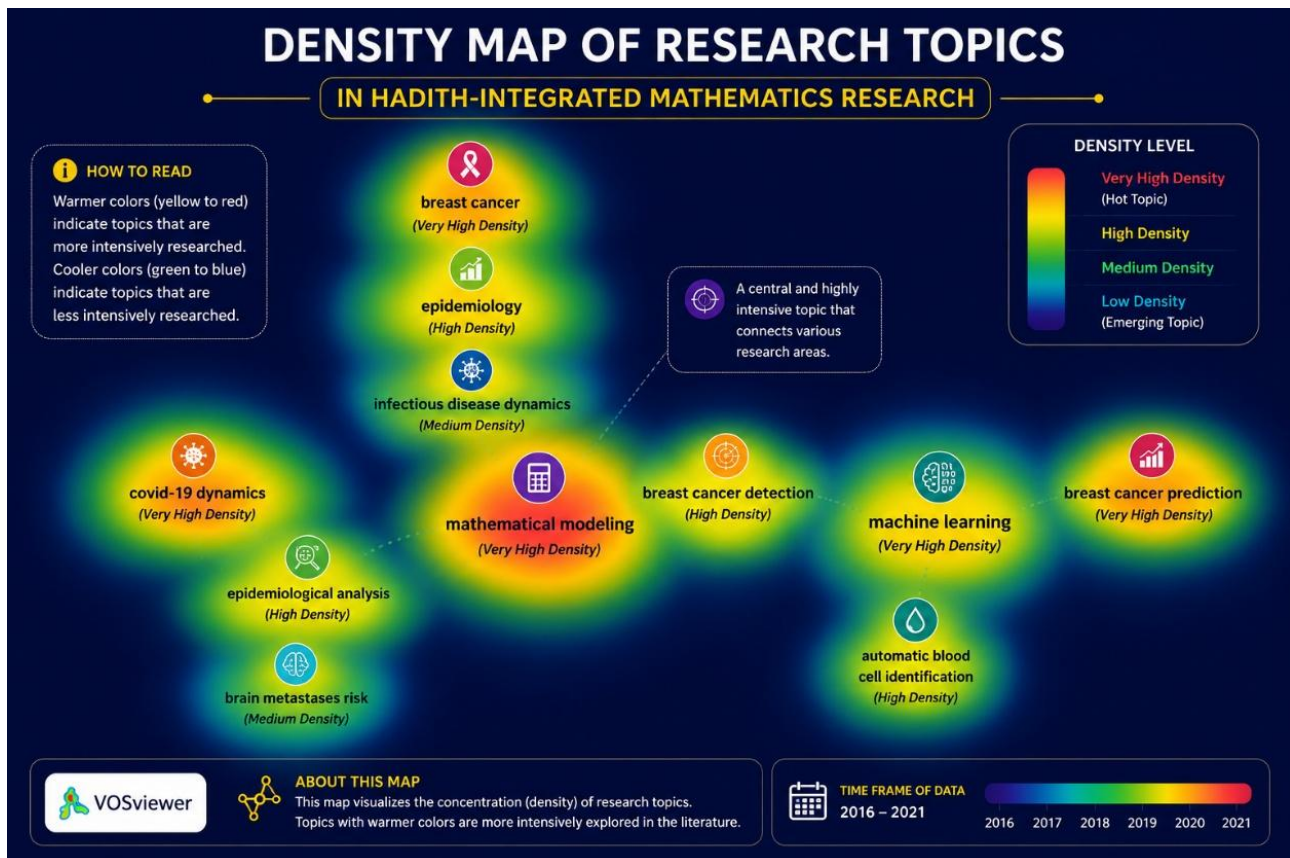 DENSITY MAP OF RESEARCH TOPICS
IN HADITH-INTEGRATED MATHEMATICS RESEARCH
i HOW TO READ
Warmer colors (yellow to red)
indicate topics that are
more intensively researched.
Cooler colors (green to blue)
indicate topics that are
less intensively researched.
breast cancer
(Very High Density)
epidemiology
(High Density)
infectious disease dynamics
(Medium Density)
A central and highly
intensive topic that
connects various
research areas.
DENSITY LEVEL
Very High Density
(Hot Topic)
High Density
Medium Density
Low Density
(Emerging Topic)
covid-19 dynamics
(Very High Density)
mathematical modeling
(Very High Density)
breast cancer detection
(High Density)
machine learning
(Very High Density)
breast cancer prediction
(Very High Density)
epidemiological analysis
(High Density)
brain metastases risk
(Medium Density)
automatic blood
cell identification
(High Density)
VOSviewer
ABOUT THIS MAP
This map visualizes the concentration (density) of research topics.
Topics with warmer colors are more intensively explored in the literature.
TIME FRAME OF DATA
2016 – 2021
2016 2017 2018 2019 2020 2021